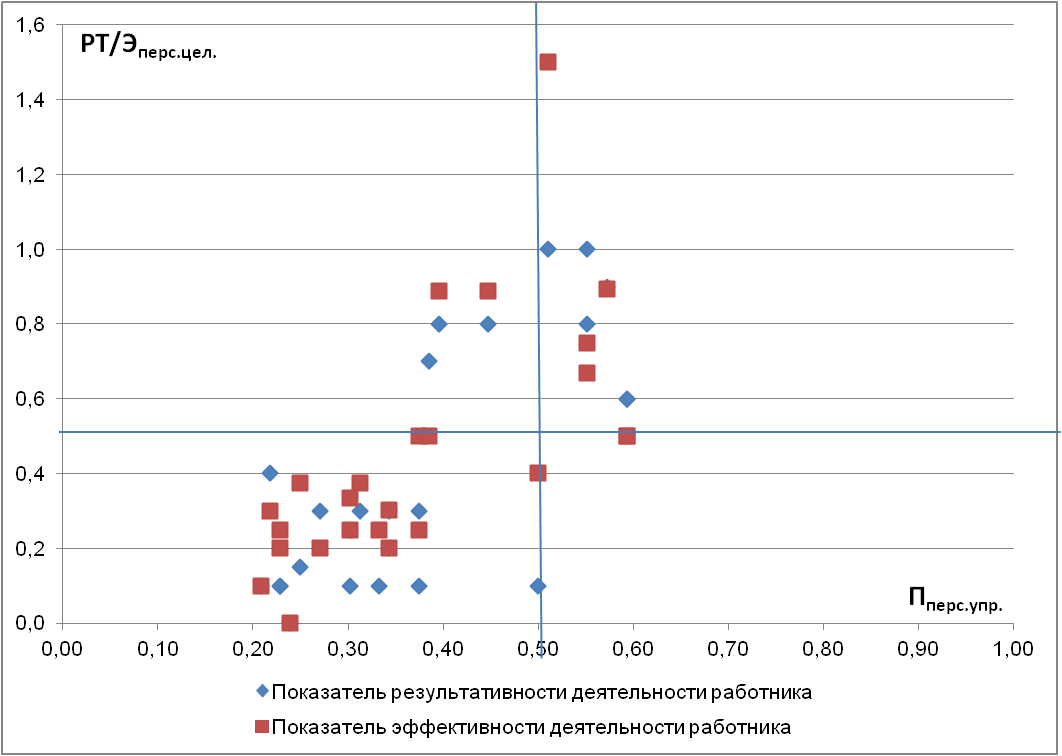 1,6
РТ/Эперс.цел.
1,4
1,2
1,0
0,8
0,6
0,4
0,2
0,0
Пперс.упр.
0,00 0,10 0,20 0,30 0,40 0,50 0,60 0,70 0,80 0,90 1,00
Показатель результативности деятельности работника
Показатель эффективности деятельности работника